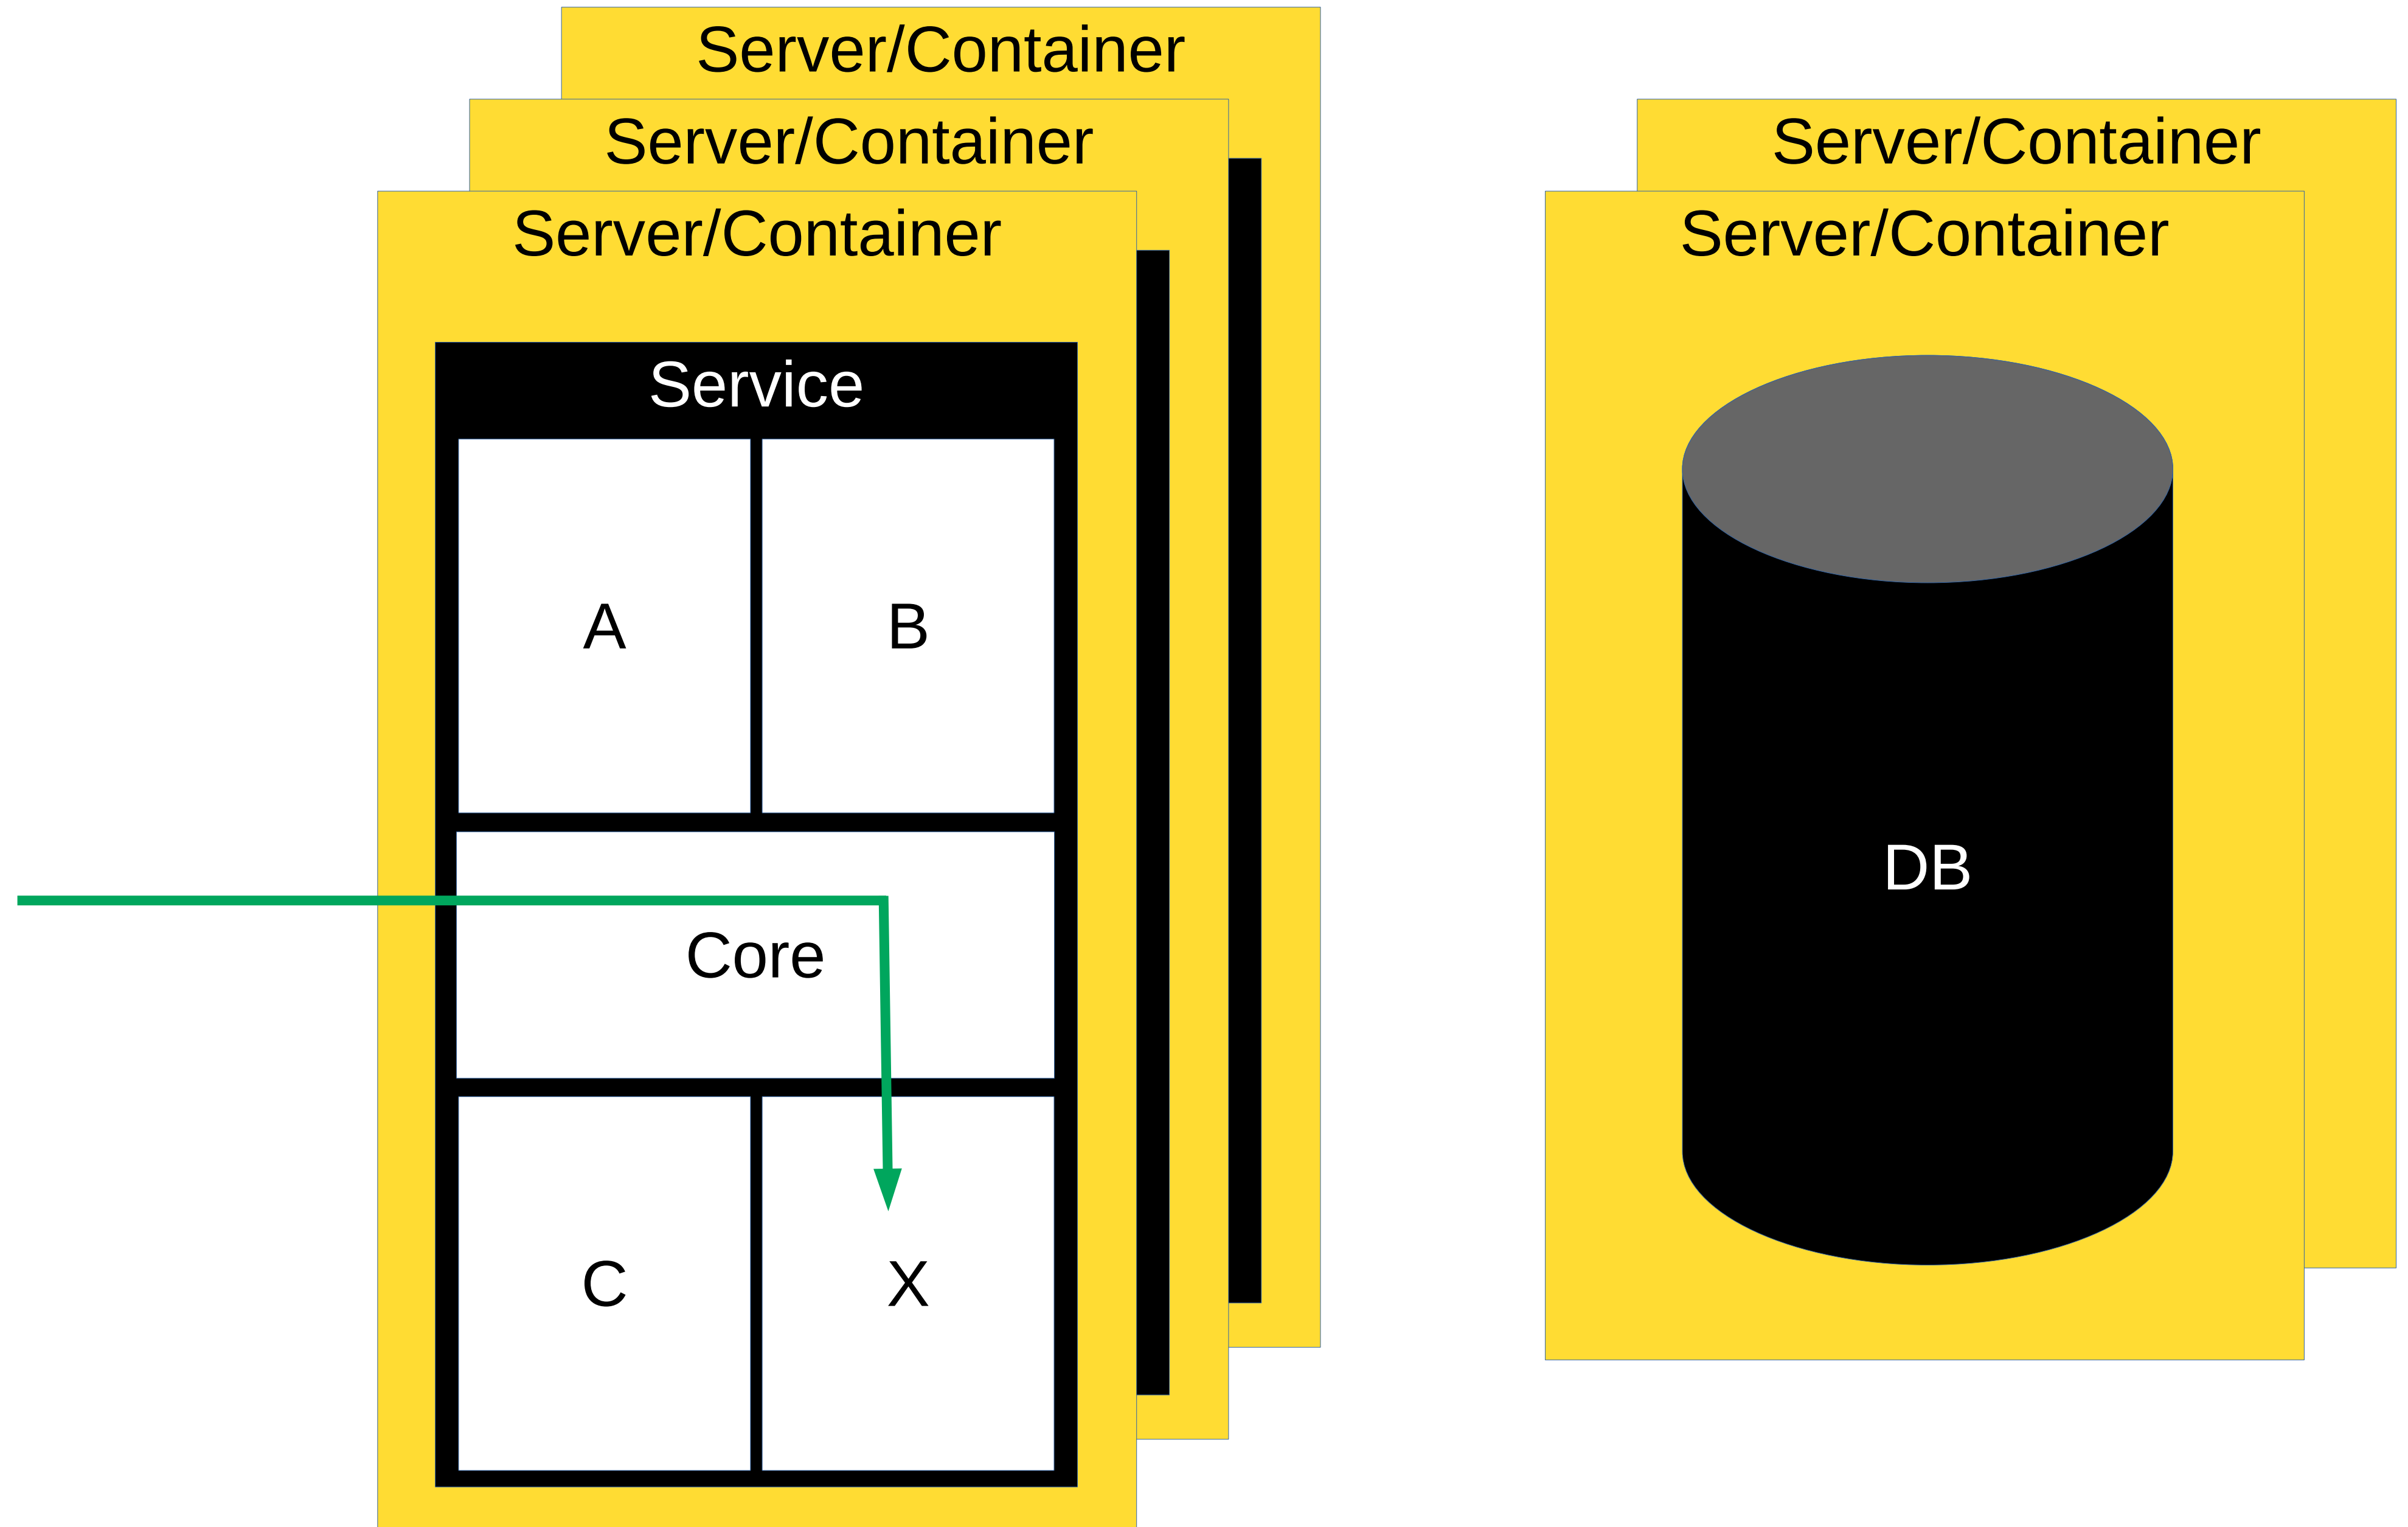 Server/Container
Server/Container
Server/Container
Service
A
B
Core
C
X
Server/Container
Server/Container
DB